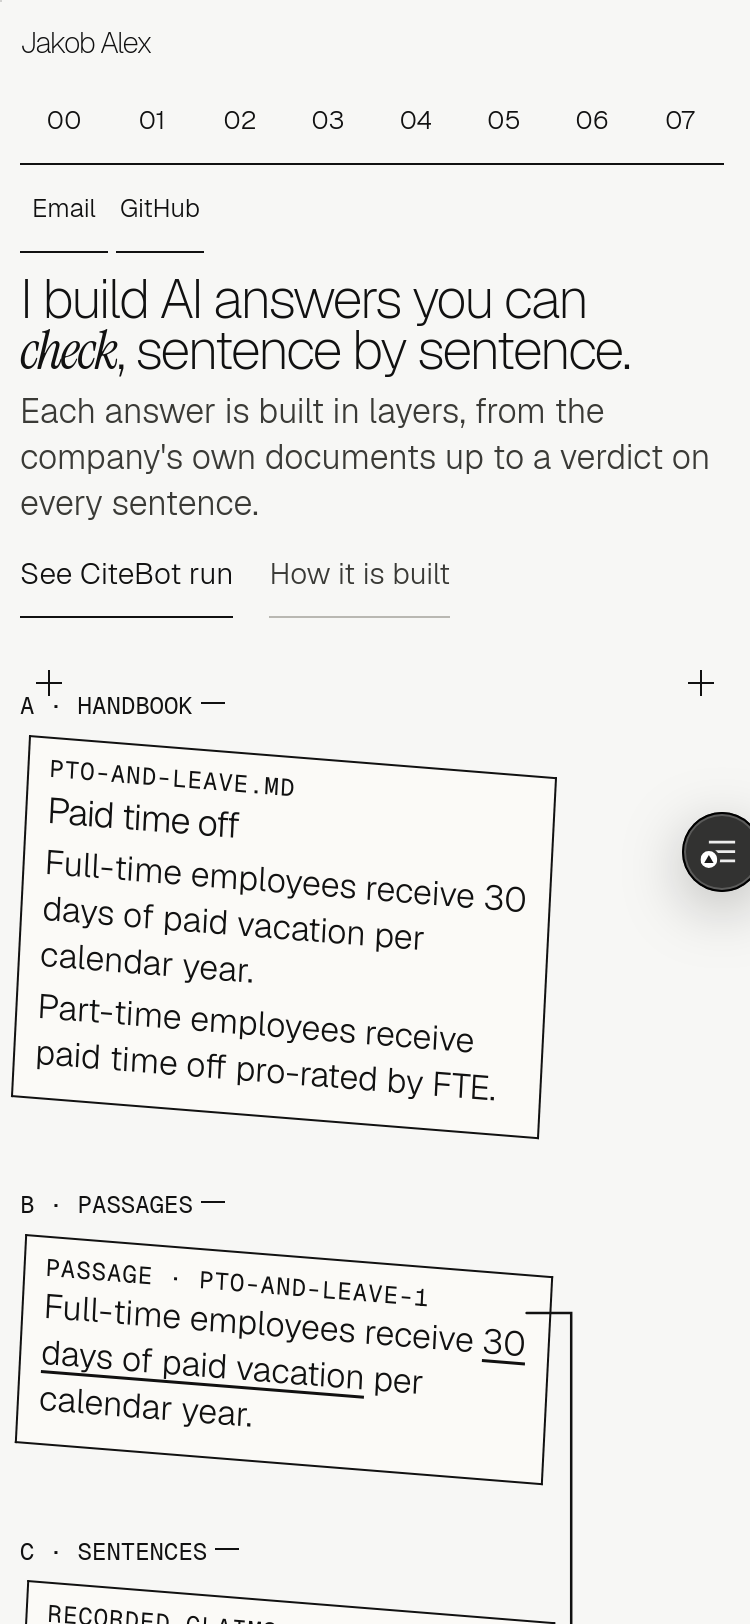 Jakob Alex
00 01 02 03 04 05 06 07
Email GitHub
I build AI answers you can
check, sentence by sentence.
Each answer is built in layers, from the
company's own documents up to a verdict on
every sentence.
See CiteBot run How it is built
A · HANDBOOK
PTO-AND-LEAVE.MD
Paid time off
Full-time employees receive 30
days of paid vacation per
calendar year.
Part-time employees receive
paid time off pro-rated by FTE.
B · PASSAGES
PASSAGE · PTO-AND-LEAVE-1
Full-time employees receive 30
days of paid vacation per
calendar year.
C · SENTENCES
RECORDED CLAIMS